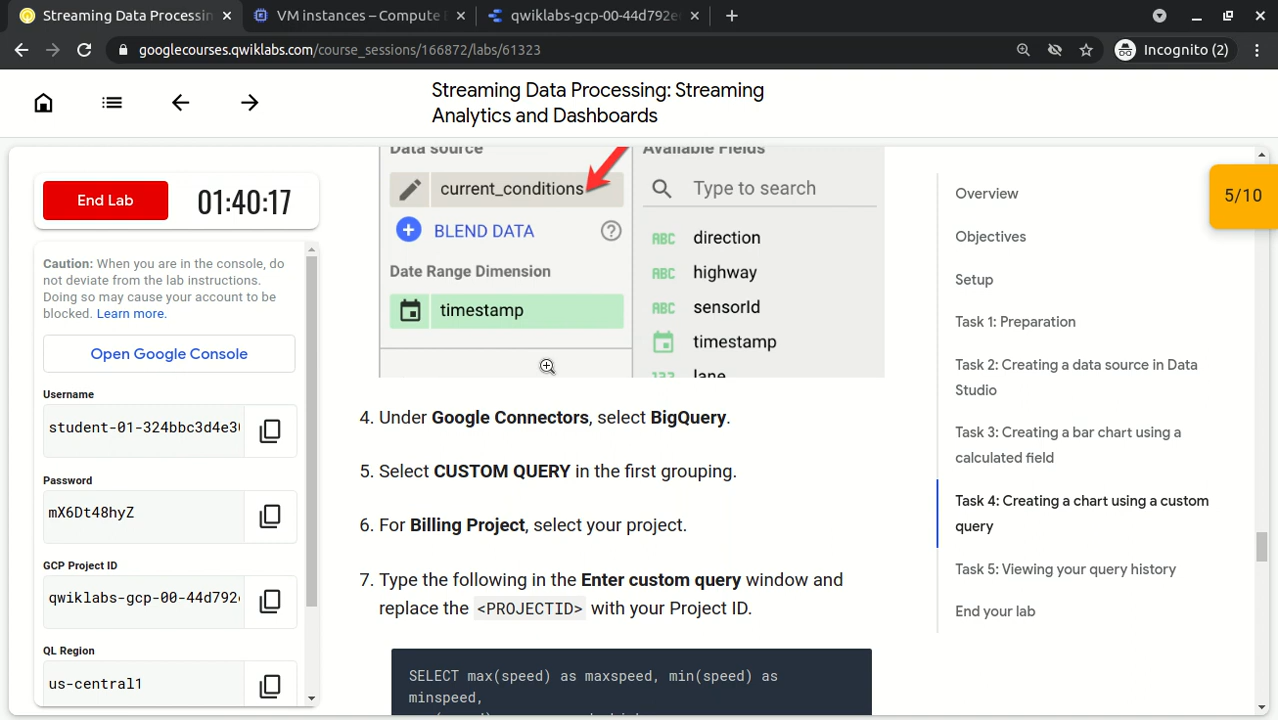 Streaming Data Processin
VM instances – Compute
qwiklabs-gcp-00-44d792e
googlecourses.qwiklabs.com/course_sessions/166872/labs/61323
Incognito (2)
Streaming Data Processing: Streaming
Analytics and Dashboards
End Lab
01:40:17
Caution: When you are in the console, do
not deviate from the lab instructions.
Doing so may cause your account to be
blocked. Learn more.
Open Google Console
Username
student-01-324bbc3d4e3
Password
mX6Dt48hyZ
GCP Project ID
qwiklabs-gcp-00-44d792
QL Region
us-central1
Data source
current_conditions
BLEND DATA
Date Range Dimension
timestamp
Available Fields
Type to search
ABC direction
ABC highway
ABC sensorId
timestamp
123 lane
4. Under Google Connectors, select BigQuery.
5. Select CUSTOM QUERY in the first grouping.
6. For Billing Project, select your project.
7. Type the following in the Enter custom query window and
replace the <PROJECTID> with your Project ID.
SELECT max(speed) as maxspeed, min(speed) as
minspeed,
5/10
Overview
Objectives
Setup
Task 1: Preparation
Task 2: Creating a data source in Data
Studio
Task 3: Creating a bar chart using a
calculated field
Task 4: Creating a chart using a custom
query
Task 5: Viewing your query history
End your lab